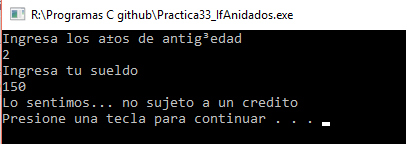 R:\Programas C github\Practica33_IfAnidados.exe
Ingresa los a±os de antig³edad
2
Ingresa tu sueldo
150
Lo sentimos... no sujeto a un credito
Presione una tecla para continuar . . .